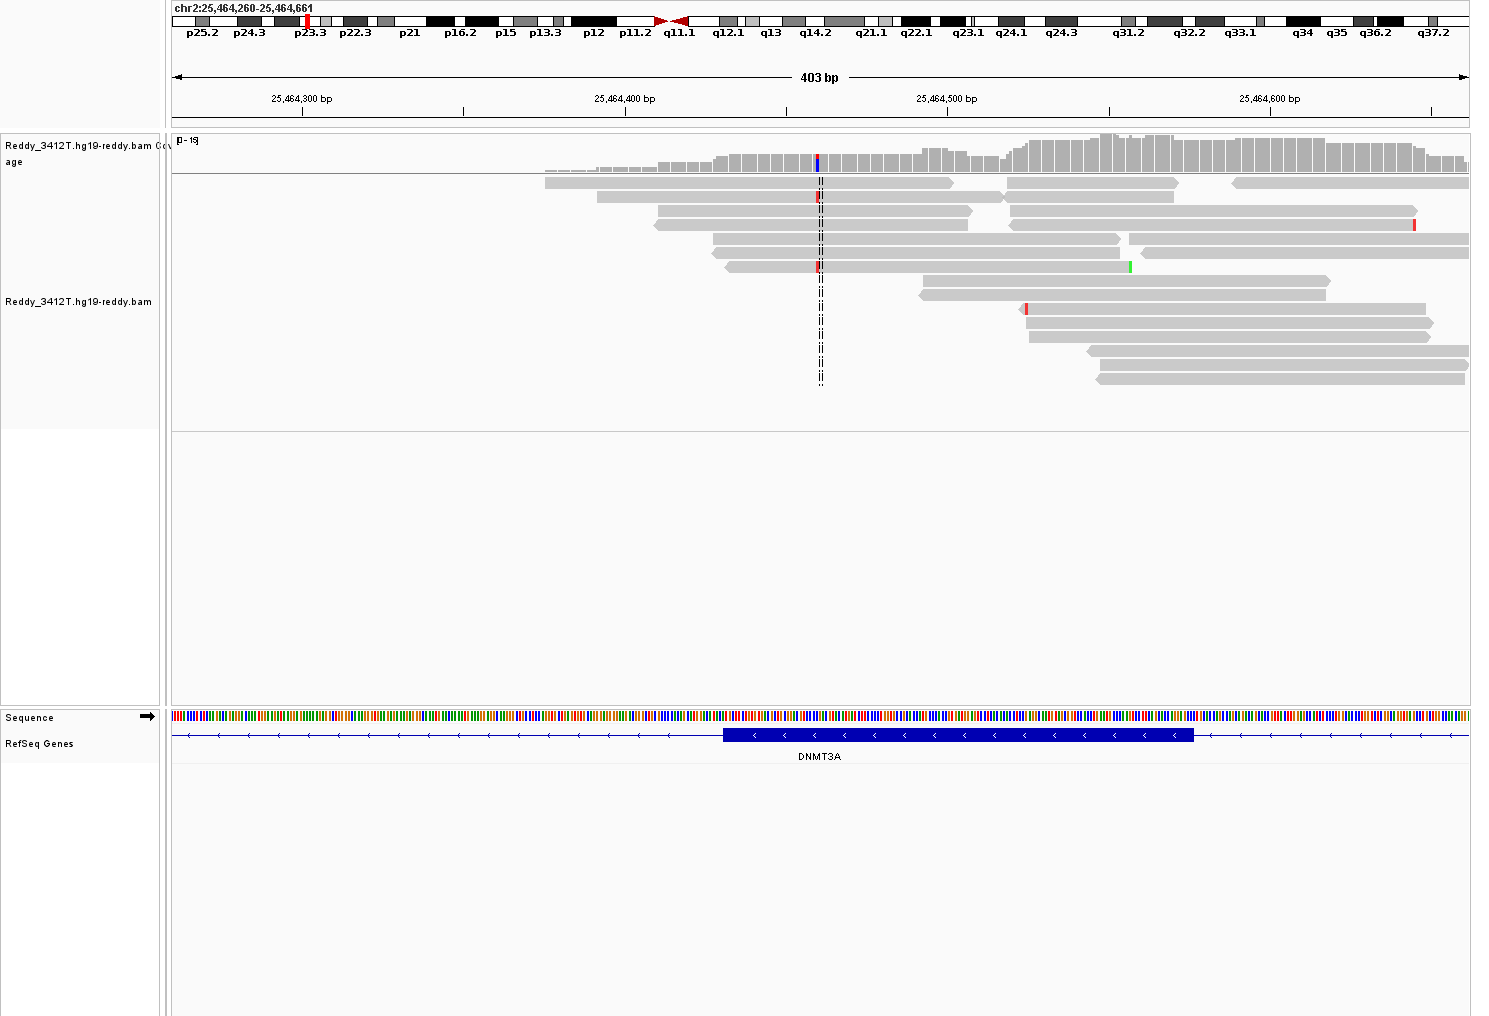 chr2:25,464,260-25,464,661
p25.2 p24.3 p23.3 p22.3 p21 p16.2 p15 p13.3 p12 p11.2 q11.1 q12.1 q13 q14.2 q21.1 q22.1 q23.1 q24.1 q24.3 q31.2 q32.2 q33.1 q34 q35 q36.2 q37.2
403 bp
25,464,300 bp 25,464,400 bp 25,464,500 bp 25,464,600 bp
[0 - 19]
Reddy_3412T.hg19-reddy.bam Cov
age
Reddy_3412T.hg19-reddy.bam
Sequence
RefSeq Genes
DNMT3A